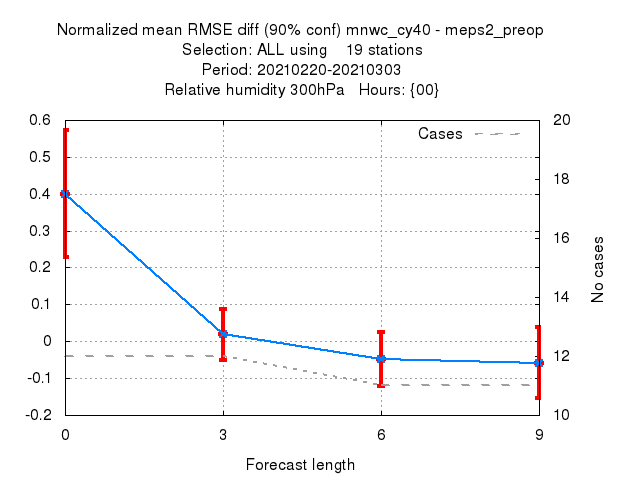 Normalized mean RMSE diff (90% conf) mnwc_cy40 - meps2_preop
Selection: ALL using 19 stations
Period: 20210220-20210303
Relative humidity 300hPa Hours: {00}
Cases
0.6
0.5
0.4
0.3
0.2
0.1
0
-0.1
-0.2
20
18
16
14
12
10
No cases
0 3 6 9
Forecast length